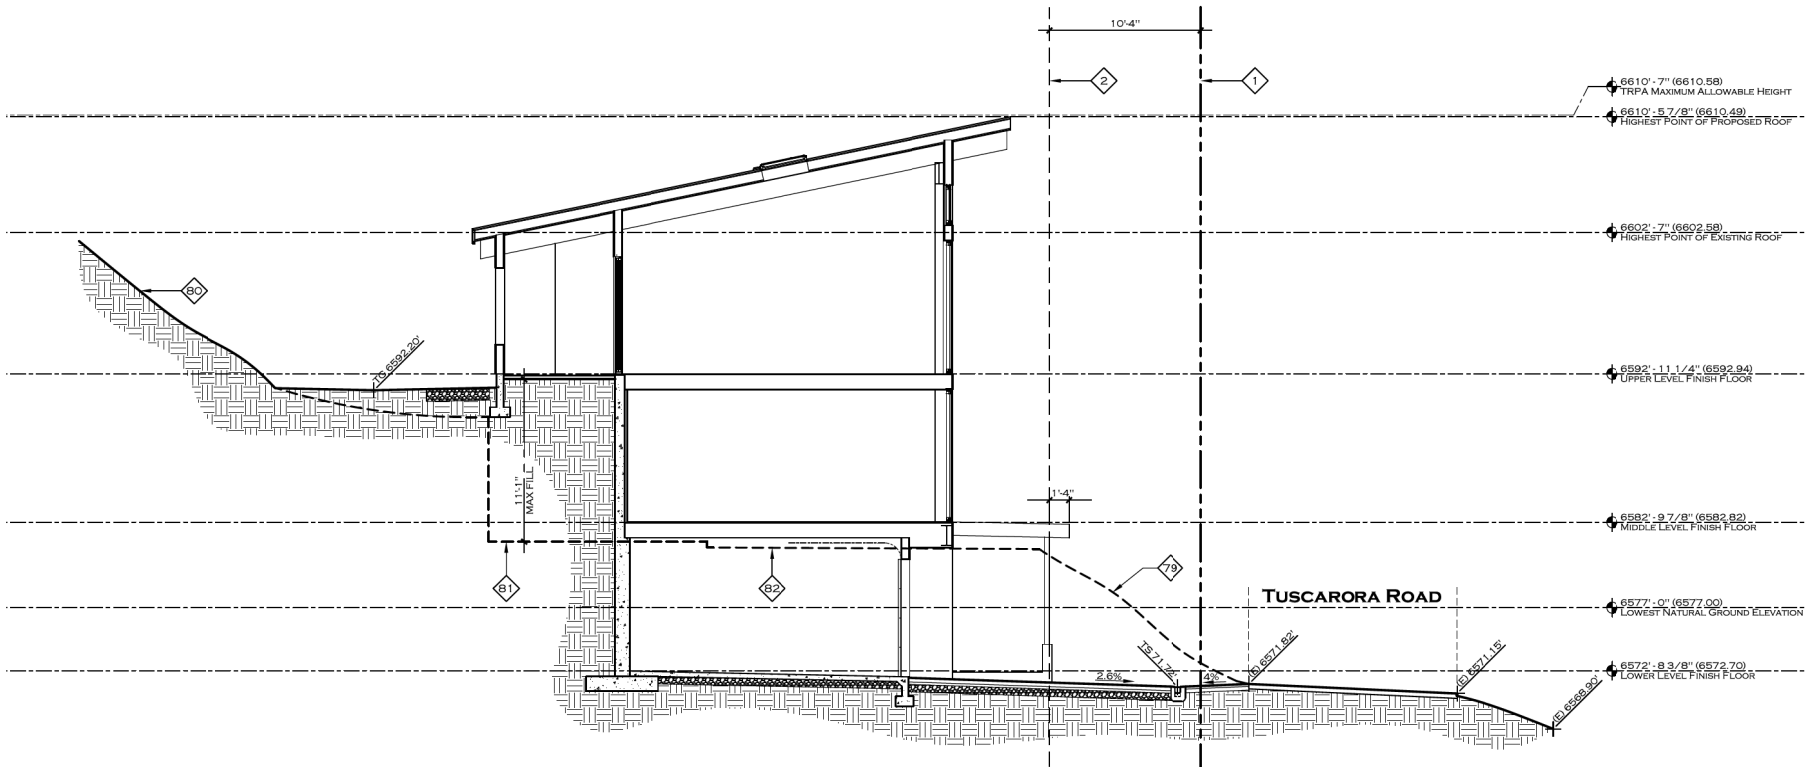 10'-4"
2
1
6610' - 7" (6610.58)
TRPA MAXIMUM ALLOWABLE HEIGHT
6610' - 5 7/8" (6610.49)
HIGHEST POINT OF PROPOSED ROOF
6602' - 7" (6602.58)
HIGHEST POINT OF EXISTING ROOF
80
TG 6592.20'
6592' - 11 1/4" (6592.94)
UPPER LEVEL FINISH FLOOR
11'-1"
MAX FILL
1'-4"
6582' - 9 7/8" (6582.82)
MIDDLE LEVEL FINISH FLOOR
81
82
79
TUSCARORA ROAD
6577' - 0" (6577.00)
LOWEST NATURAL GROUND ELEVATION
TS 71.72'
2.6%
4%
(E) 6571.82'
(E) 6571.15'
6572' - 8 3/8" (6572.70)
LOWER LEVEL FINISH FLOOR
(E) 6568.90'